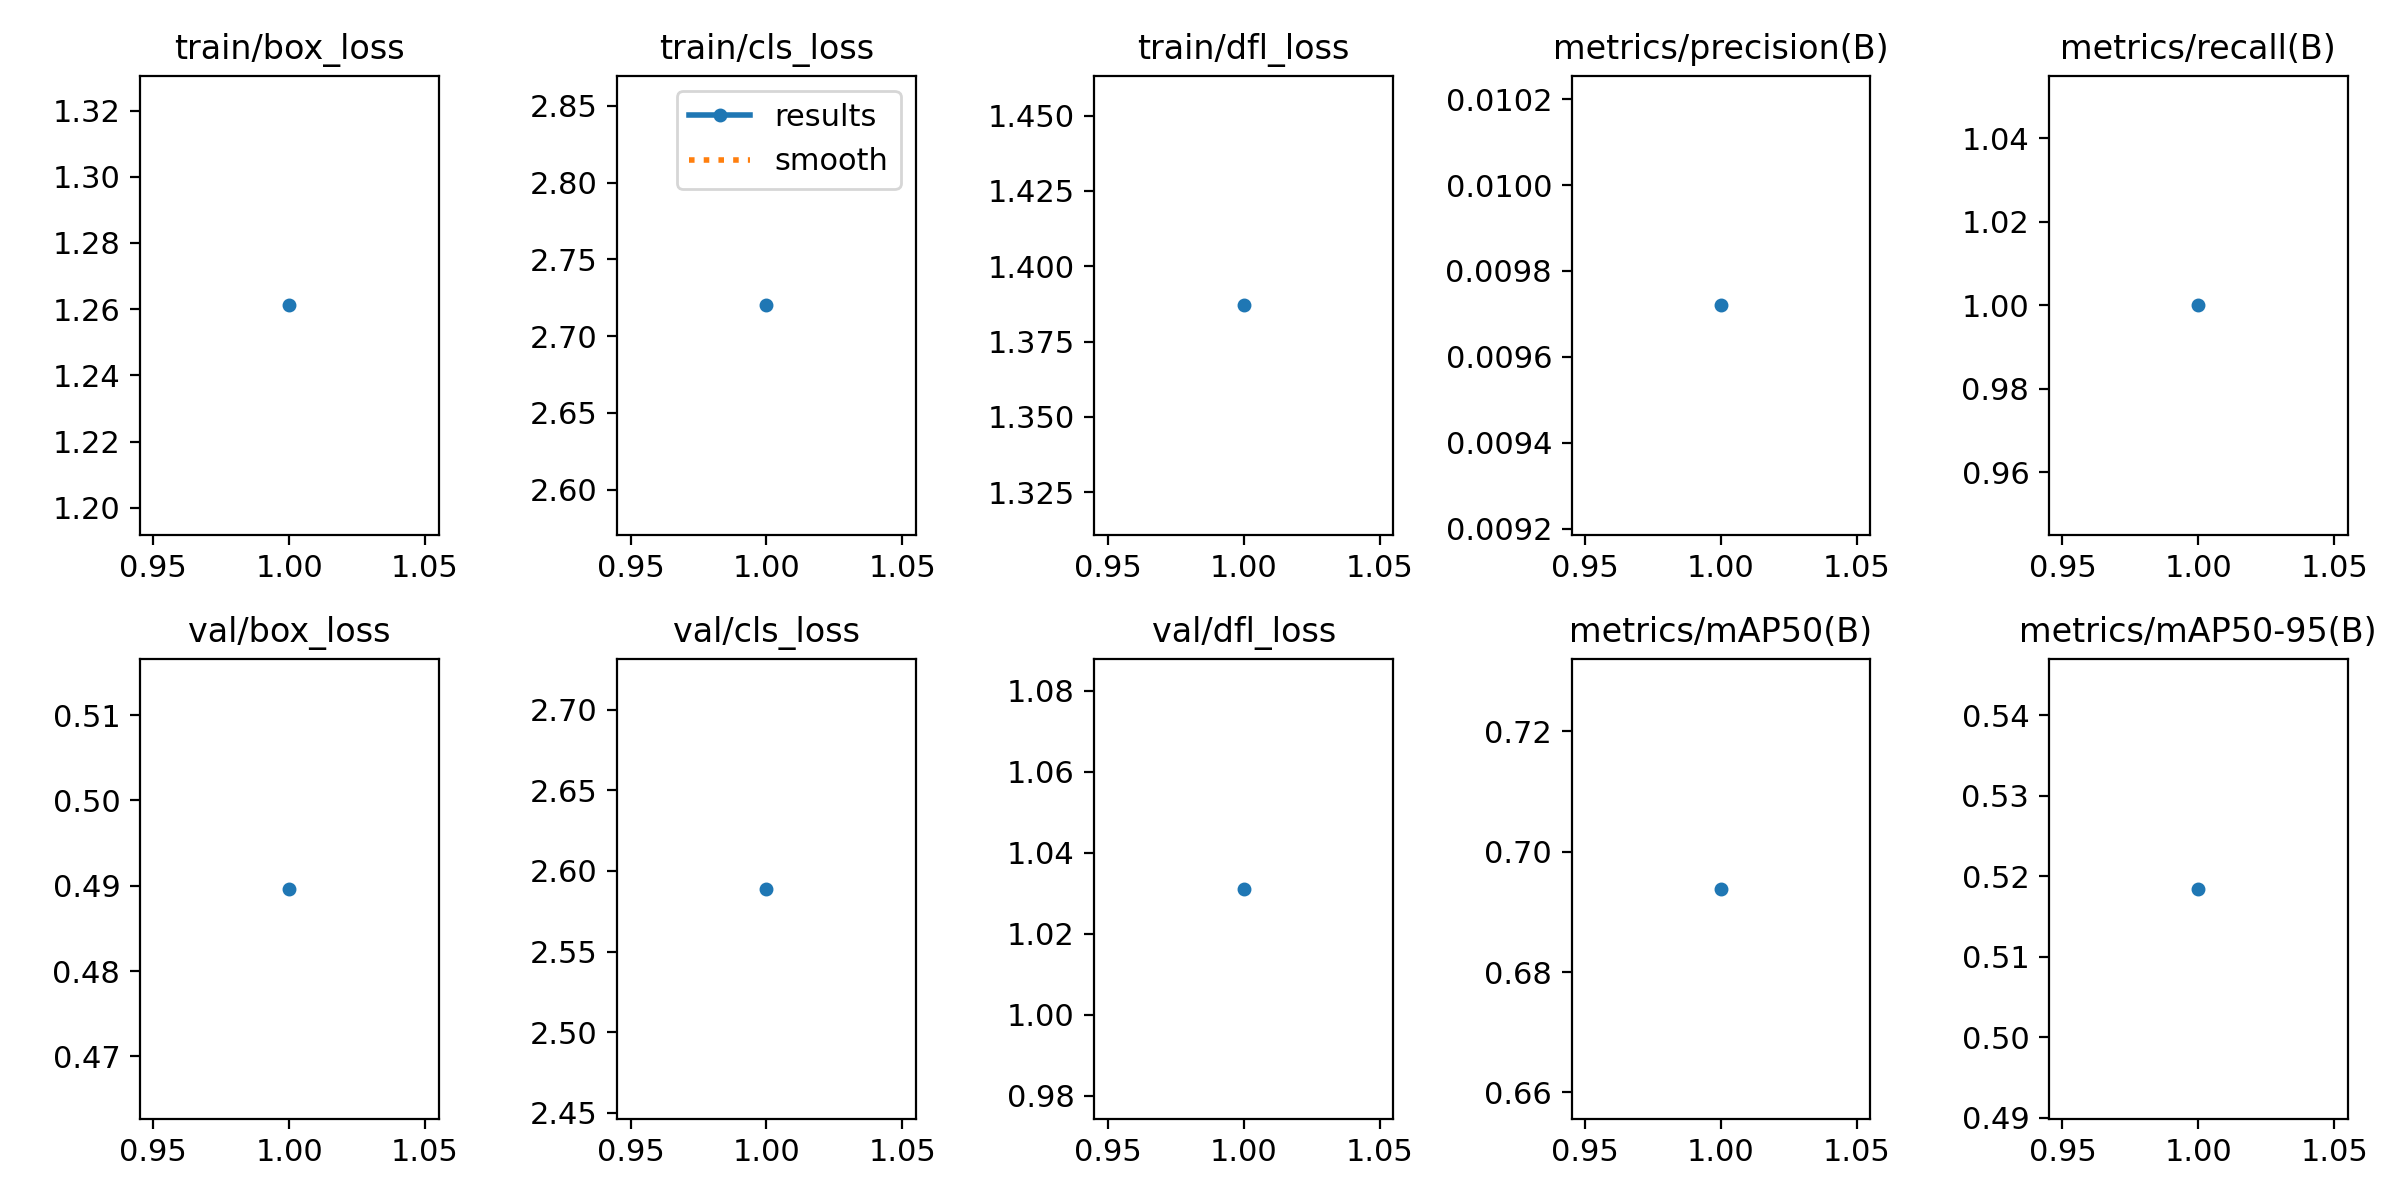 train/box_loss
1.32
1.30
1.28
1.26
1.24
1.22
1.20
0.95 1.00 1.05
train/cls_loss
results
smooth
2.85
2.80
2.75
2.70
2.65
2.60
0.95 1.00 1.05
train/dfl_loss
1.450
1.425
1.400
1.375
1.350
1.325
0.95 1.00 1.05
metrics/precision(B)
0.0102
0.0100
0.0098
0.0096
0.0094
0.0092
0.95 1.00 1.05
metrics/recall(B)
1.04
1.02
1.00
0.98
0.96
0.95 1.00 1.05
val/box_loss
0.51
0.50
0.49
0.48
0.47
0.95 1.00 1.05
val/cls_loss
2.70
2.65
2.60
2.55
2.50
2.45
0.95 1.00 1.05
val/dfl_loss
1.08
1.06
1.04
1.02
1.00
0.98
0.95 1.00 1.05
metrics/mAP50(B)
0.72
0.70
0.68
0.66
0.95 1.00 1.05
metrics/mAP50-95(B)
0.54
0.53
0.52
0.51
0.50
0.49
0.95 1.00 1.05